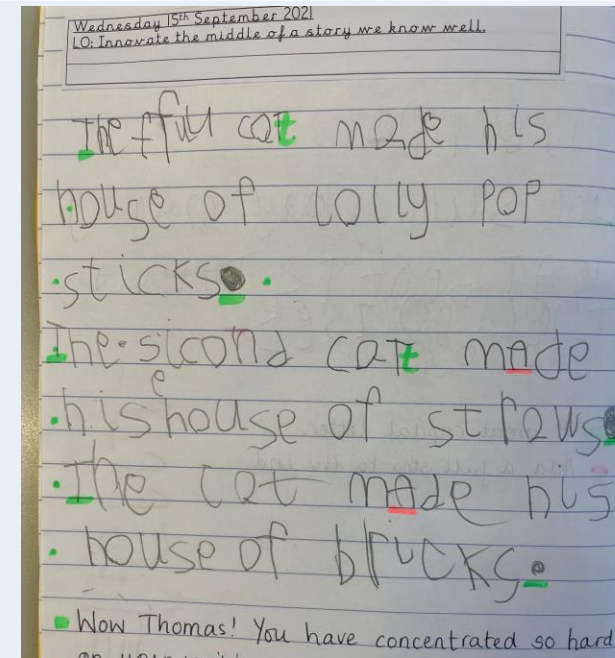 Wednesday 15th September 2021
LO: Innovate the middle of a story we know well.
The cat made his
house of lolly pop
sticks.
The sicond cat made
his house of straws.
The cat made his
house of bricks.
Wow Thomas! You have concentrated so hard